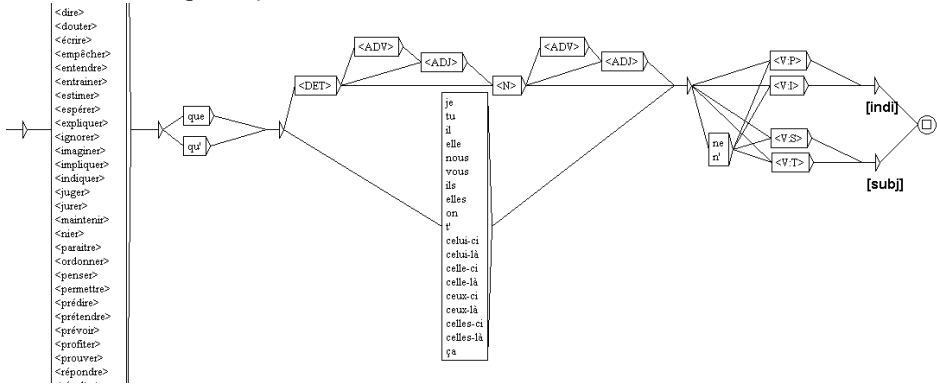 <dire>
<douter>
<écrire>
<empêcher>
<entendre>
<entrainer>
<estimer>
<espérer>
<expliquer>
<ignorer>
<imaginer>
<impliquer>
<indiquer>
<juger>
<jurer>
<maintenir>
<nier>
<paraitre>
<ordonner>
<penser>
<permettre>
<prédire>
<prétendre>
<prévoir>
<profiter>
<prouver>
<répondre>
que
qu'
<DET>
<ADV>
<ADJ>
<N>
<ADV>
<ADJ>
je
tu
il
elle
nous
vous
ils
elles
on
t'
celui-ci
celui-là
celle-ci
celle-là
ceux-ci
ceux-là
celles-ci
celles-là
ça
ne
n'
<V:P>
<V:I>
<V:S>
<V:T>
[indi]
[subj]